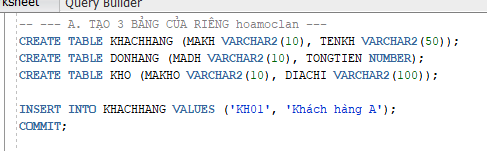 ksheet Query Builder
-- --- A. TẠO 3 BẢNG CỦA RIÊNG hoamoclan ---
CREATE TABLE KHACHHANG (MAKH VARCHAR2(10), TENKH VARCHAR2(50));
CREATE TABLE DONHANG (MADH VARCHAR2(10), TONGTIEN NUMBER);
CREATE TABLE KHO (MAKHO VARCHAR2(10), DIACHI VARCHAR2(100));
INSERT INTO KHACHHANG VALUES ('KH01', 'Khách hàng A');
COMMIT;